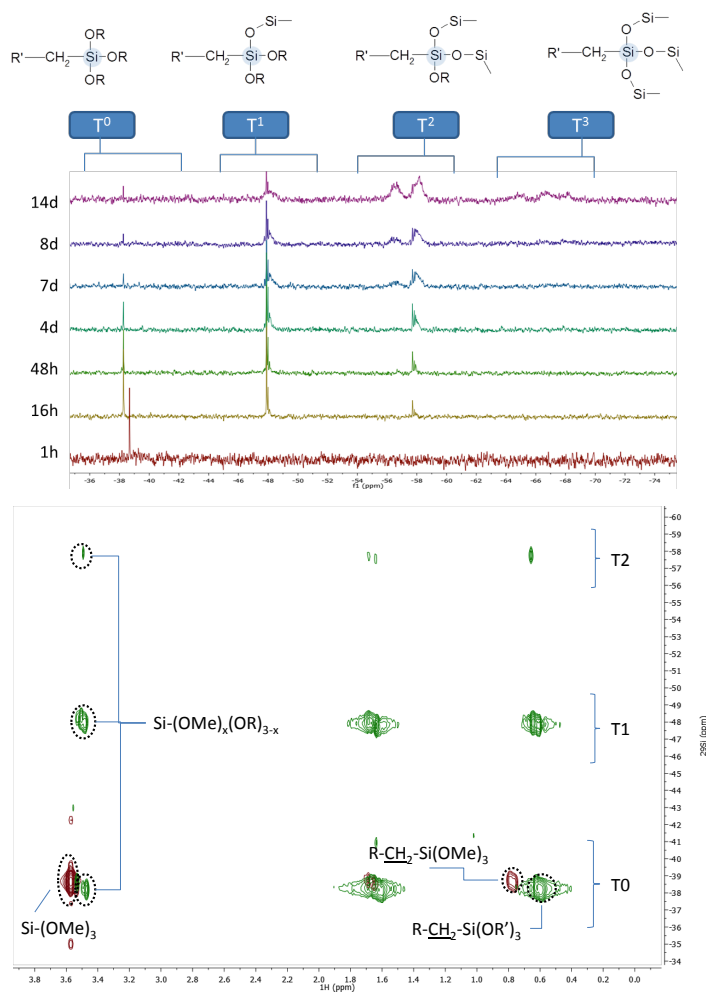 OR
R'—CH₂—Si—OR
OR
O—Si—
R'—CH₂—Si—OR
OR
O—Si—
R'—CH₂—Si—O—Si—
OR
O—Si—
R'—CH₂—Si—O—Si—
O—Si—
T⁰
T¹
T²
T³
14d
8d
7d
4d
48h
16h
1h
-36 -38 -40 -42 -44 -46 -48 -50 -52 -54 -56 -58 -60 -62 -64 -66 -68 -70 -72 -74
f1 (ppm)
-60
-59
-58
T2
-57
-56
-55
-54
-53
-52
-51
-50
-49
-48
Si-(OMe)ₓ(OR)₃₋ₓ
T1
-47
29Si (ppm)
-46
-45
-44
-43
-42
-41
-40
R-CH₂-Si(OMe)₃
-39
T0
-38
-37
Si-(OMe)₃
R-CH₂-Si(OR’)₃
-36
-35
-34
3.8 3.6 3.4 3.2 3.0 2.8 2.6 2.4 2.2 2.0 1.8 1.6 1.4 1.2 1.0 0.8 0.6 0.4 0.2 0.0
1H (ppm)